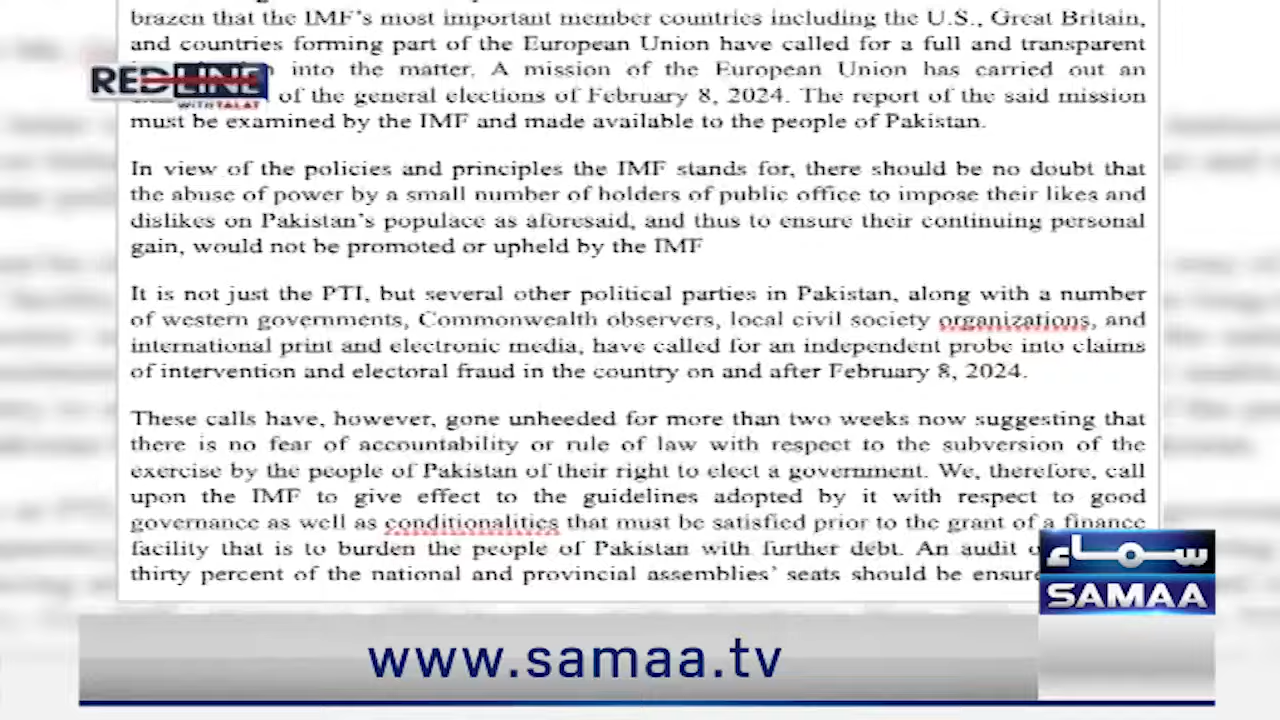 brazen that the IMF's most important member countries including the U.S., Great Britain,
and countries forming part of the European Union have called for a full and transparent
into the matter. A mission of the European Union has carried out an
of the general elections of February 8, 2024. The report of the said mission
must be examined by the IMF and made available to the people of Pakistan.
In view of the policies and principles the IMF stands for, there should be no doubt that
the abuse of power by a small number of holders of public office to impose their likes and
dislikes on Pakistan's populace as aforesaid, and thus to ensure their continuing personal
gain, would not be promoted or upheld by the IMF
It is not just the PTI, but several other political parties in Pakistan, along with a number
of western governments, Commonwealth observers, local civil society organizations, and
international print and electronic media, have called for an independent probe into claims
of intervention and electoral fraud in the country on and after February 8, 2024.
These calls have, however, gone unheeded for more than two weeks now suggesting that
there is no fear of accountability or rule of law with respect to the subversion of the
exercise by the people of Pakistan of their right to elect a government. We, therefore, call
upon the IMF to give effect to the guidelines adopted by it with respect to good
governance as well as conditionalities that must be satisfied prior to the grant of a finance
facility that is to burden the people of Pakistan with further debt. An audit
thirty percent of the national and provincial assemblies' seats should be
RED LINE
WITH TALAT
سماء
SAMAA
www.samaa.tv